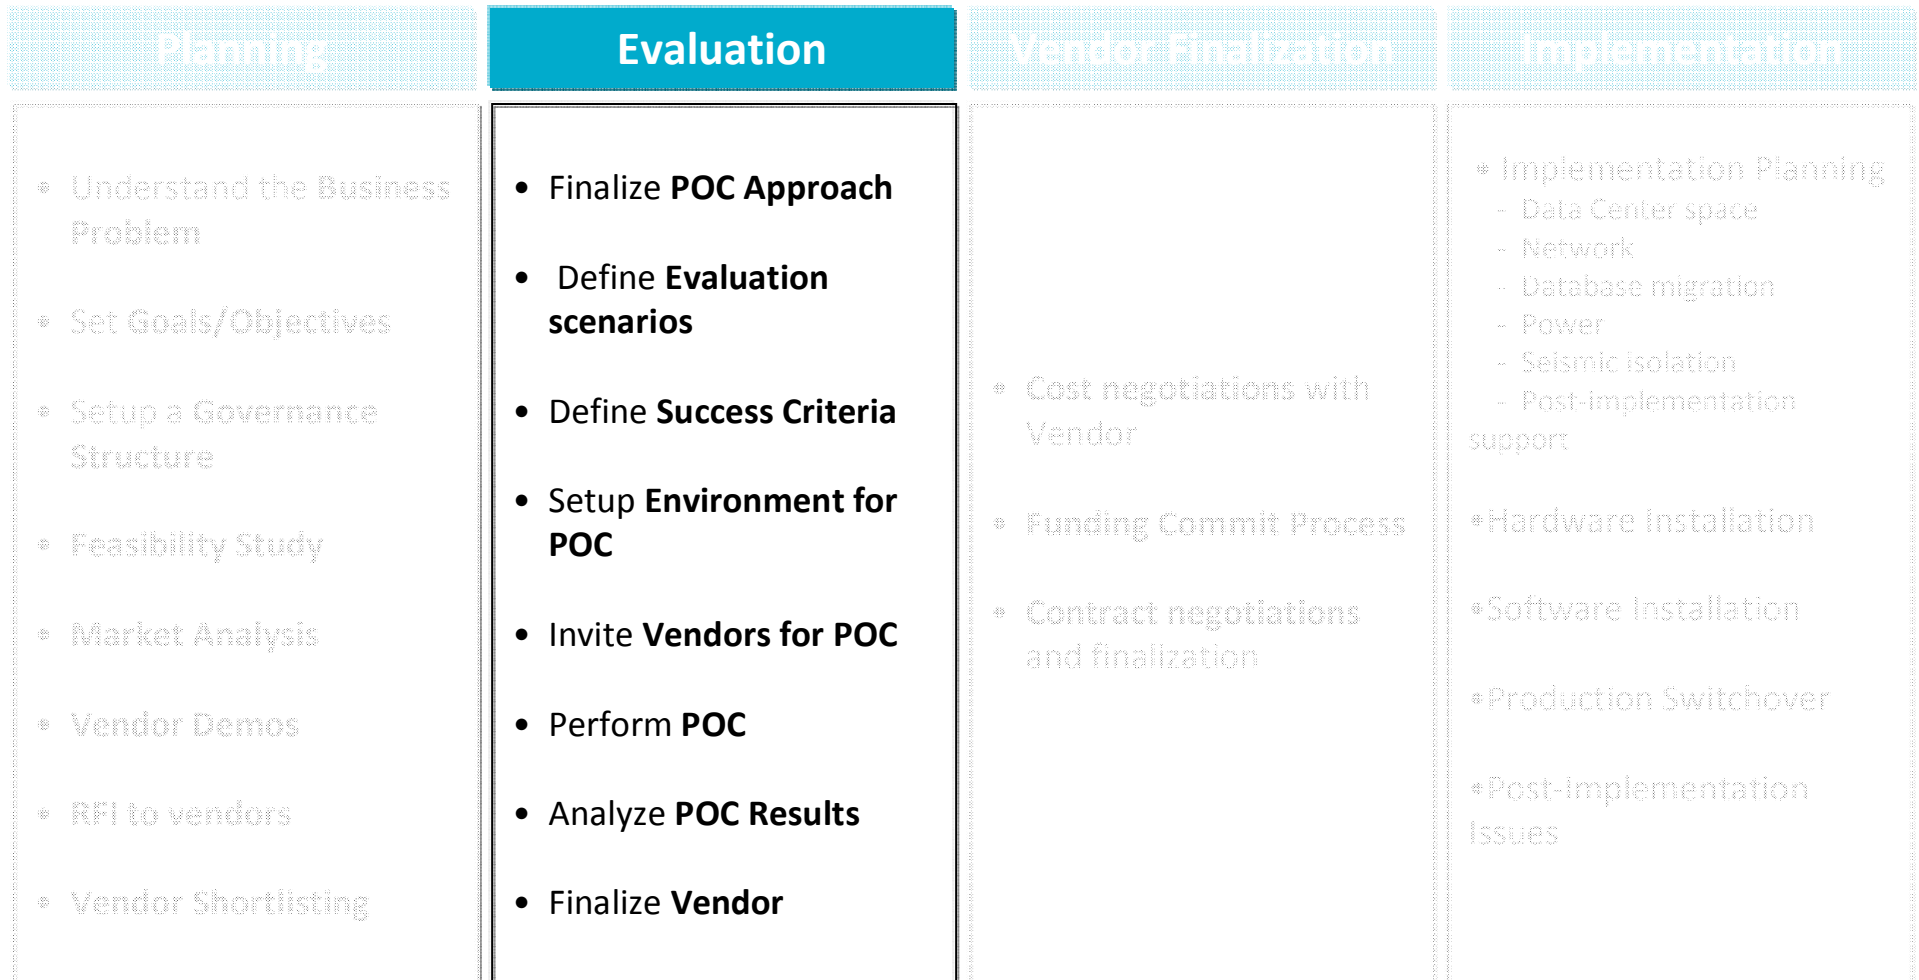 Planning
Evaluation
Vendor Finalization
Implementation
• Understand the Business
Problem
• Set Goals/Objectives
• Setup a Governance
Structure
• Feasibility Study
• Market Analysis
• Vendor Demos
• RFI to vendors
• Vendor Shortlisting
• Finalize POC Approach
• Define Evaluation
scenarios
• Define Success Criteria
• Setup Environment for
POC
• Invite Vendors for POC
• Perform POC
• Analyze POC Results
• Finalize Vendor
• Cost negotiations with
Vendor
• Funding Commit Process
• Contract negotiations
and finalization
• Implementation Planning
- Data Center space
- Network
- Database migration
- Power
- Seismic isolation
- Post-implementation
support
•Hardware installation
•Software Installation
•Production Switchover
•Post-Implementation
Issues